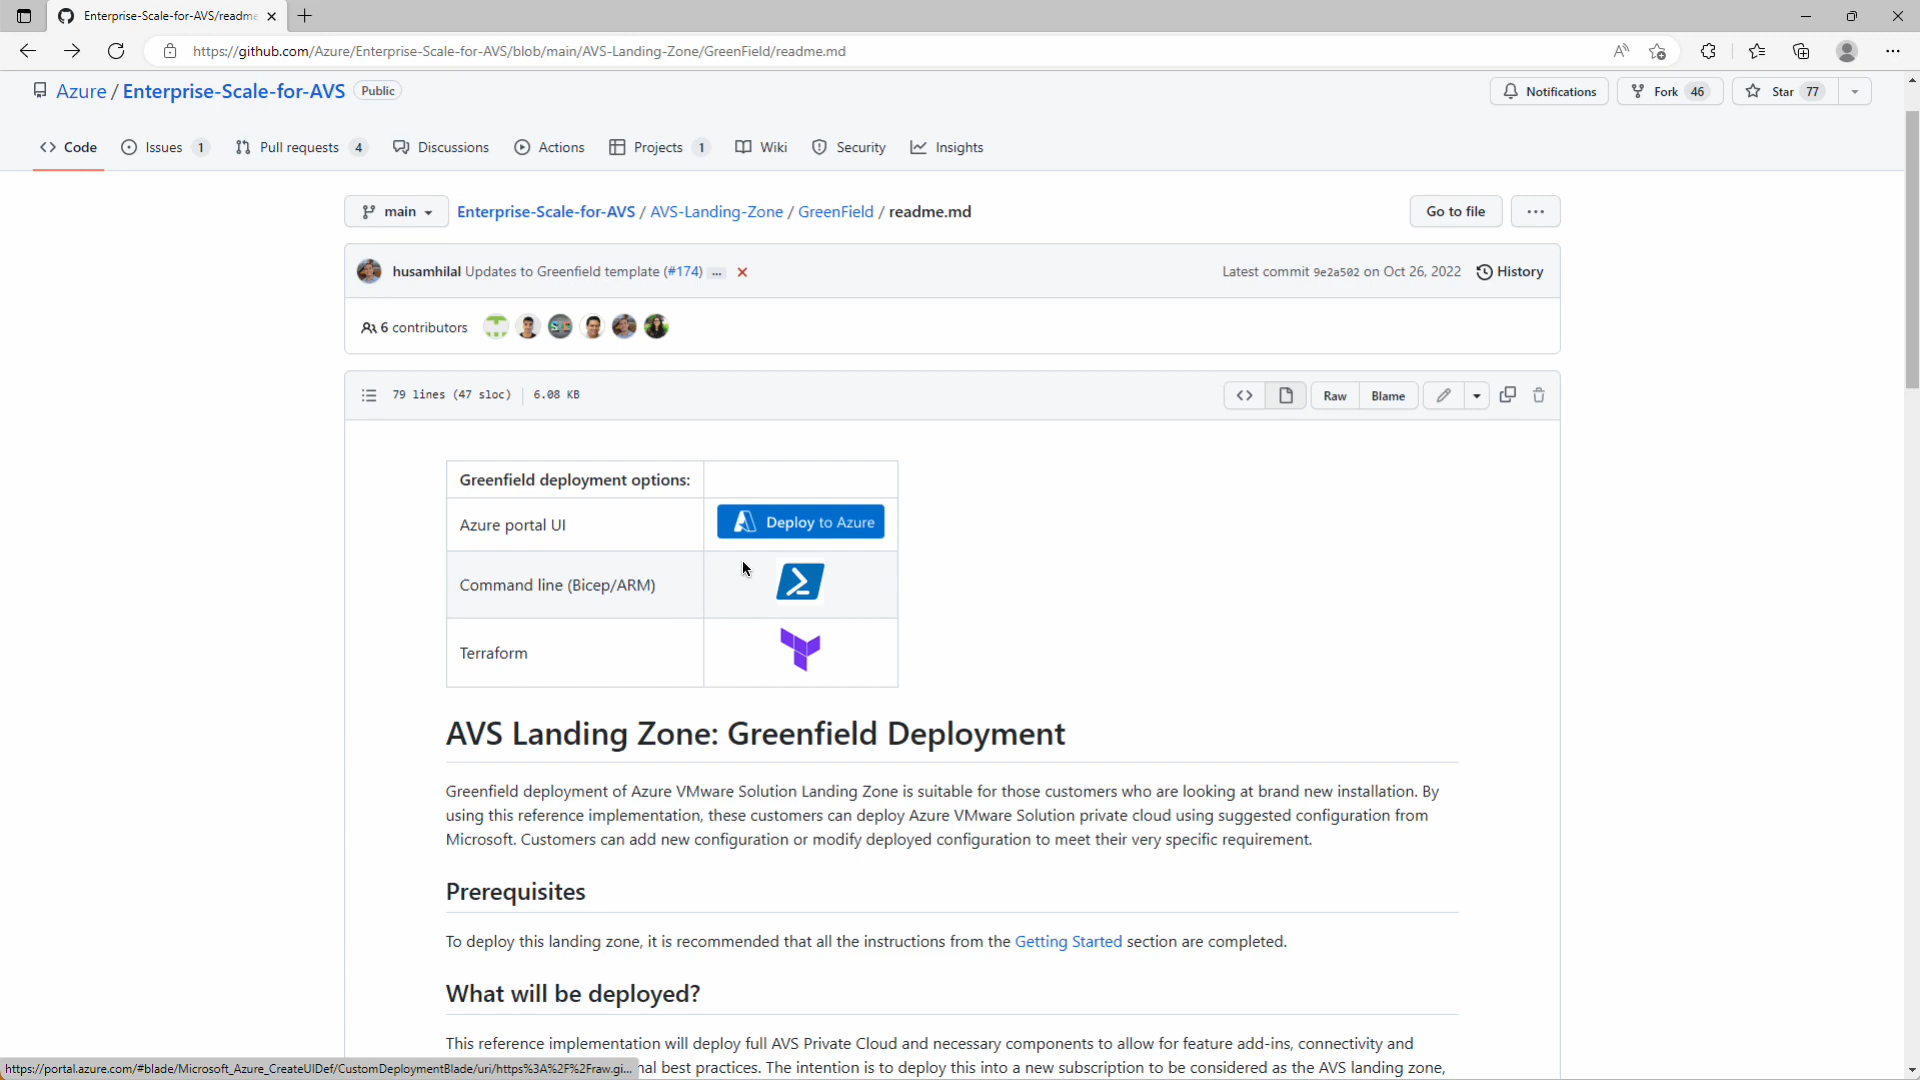 Enterprise-Scale-for-AVS/readme
https://github.com/Azure/Enterprise-Scale-for-AVS/blob/main/AVS-Landing-Zone/GreenField/readme.md
Azure / Enterprise-Scale-for-AVS Public
Notifications Fork 46 Star 77
Code Issues 1 Pull requests 4 Discussions Actions Projects 1 Wiki Security Insights
main Enterprise-Scale-for-AVS / AVS-Landing-Zone / GreenField / readme.md Go to file ...
husamhilal Updates to Greenfield template (#174) ... Latest commit 9e2a502 on Oct 26, 2022 History
6 contributors
79 lines (47 sloc) 6.08 KB Raw Blame
Greenfield deployment options:
Azure portal UI Deploy to Azure
Command line (Bicep/ARM)
Terraform
AVS Landing Zone: Greenfield Deployment
Greenfield deployment of Azure VMware Solution Landing Zone is suitable for those customers who are looking at brand new installation. By
using this reference implementation, these customers can deploy Azure VMware Solution private cloud using suggested configuration from
Microsoft. Customers can add new configuration or modify deployed configuration to meet their very specific requirement.
Prerequisites
To deploy this landing zone, it is recommended that all the instructions from the Getting Started section are completed.
What will be deployed?
This reference implementation will deploy full AVS Private Cloud and necessary components to allow for feature add-ins, connectivity and
nal best practices. The intention is to deploy this into a new subscription to be considered as the AVS landing zone,
https://portal.azure.com/#blade/Microsoft_Azure_CreateUIDef/CustomDeploymentBlade/uri/https%3A%2F%2Fraw.gi...